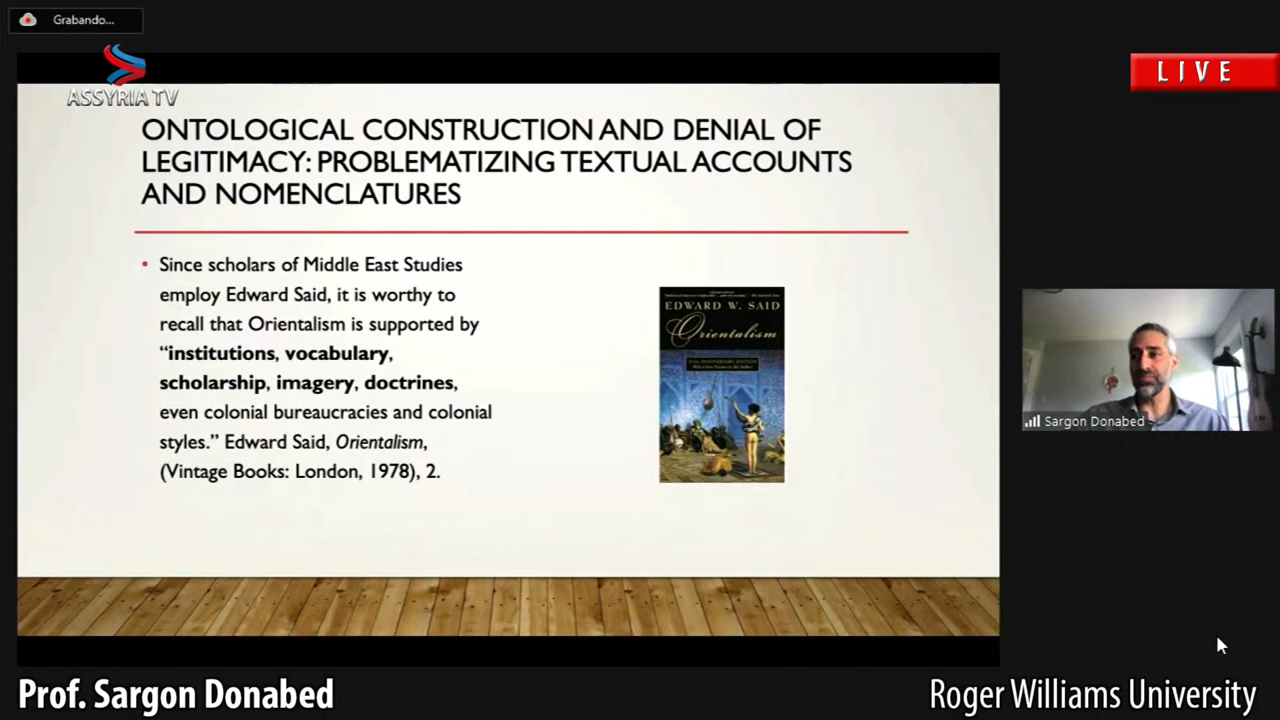 Grabando...
ASSYRIA TV
LIVE
ONTOLOGICAL CONSTRUCTION AND DENIAL OF
LEGITIMACY: PROBLEMATIZING TEXTUAL ACCOUNTS
AND NOMENCLATURES
• Since scholars of Middle East Studies
employ Edward Said, it is worthy to
recall that Orientalism is supported by
“institutions, vocabulary,
scholarship, imagery, doctrines,
even colonial bureaucracies and colonial
styles.” Edward Said, Orientalism,
(Vintage Books: London, 1978), 2.
EDWARD W. SAID
Orientalism
Sargon Donabed
Prof. Sargon Donabed
Roger Williams University